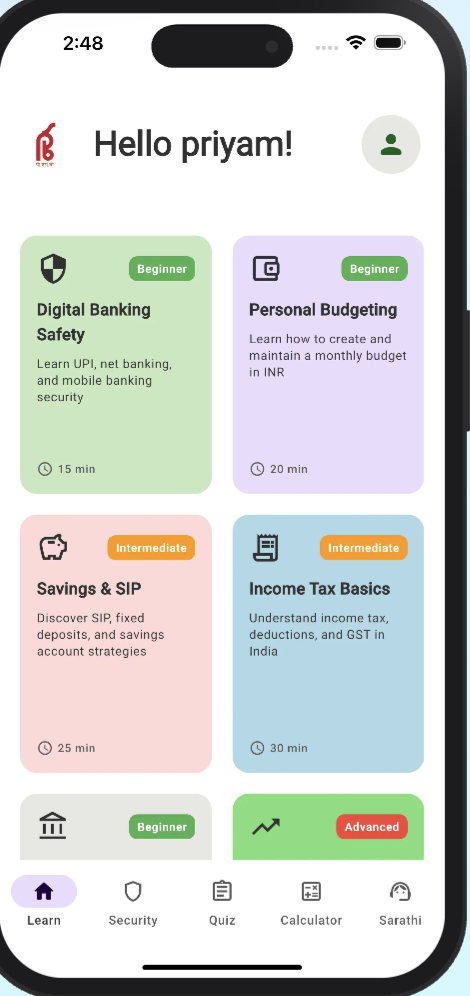 2:48
Hello priyam!
Beginner
Digital Banking
Safety
Learn UPI, net banking,
and mobile banking
security
15 min
Beginner
Personal Budgeting
Learn how to create and
maintain a monthly budget
in INR
20 min
Intermediate
Savings & SIP
Discover SIP, fixed
deposits, and savings
account strategies
25 min
Intermediate
Income Tax Basics
Understand income tax,
deductions, and GST in
India
30 min
Beginner
Advanced
Learn
Security
Quiz
Calculator
Sarathi